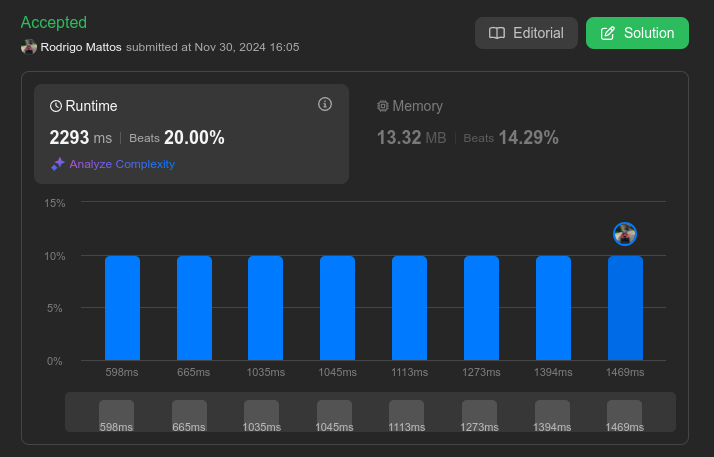 Accepted
Rodrigo Mattos submitted at Nov 30, 2024 16:05
Editorial
Solution
Runtime
2293 ms | Beats 20.00%
Analyze Complexity
Memory
13.32 MB | Beats 14.29%
15%
10%
5%
0%
598ms 665ms 1035ms 1045ms 1113ms 1273ms 1394ms 1469ms
598ms 665ms 1035ms 1045ms 1113ms 1273ms 1394ms 1469ms